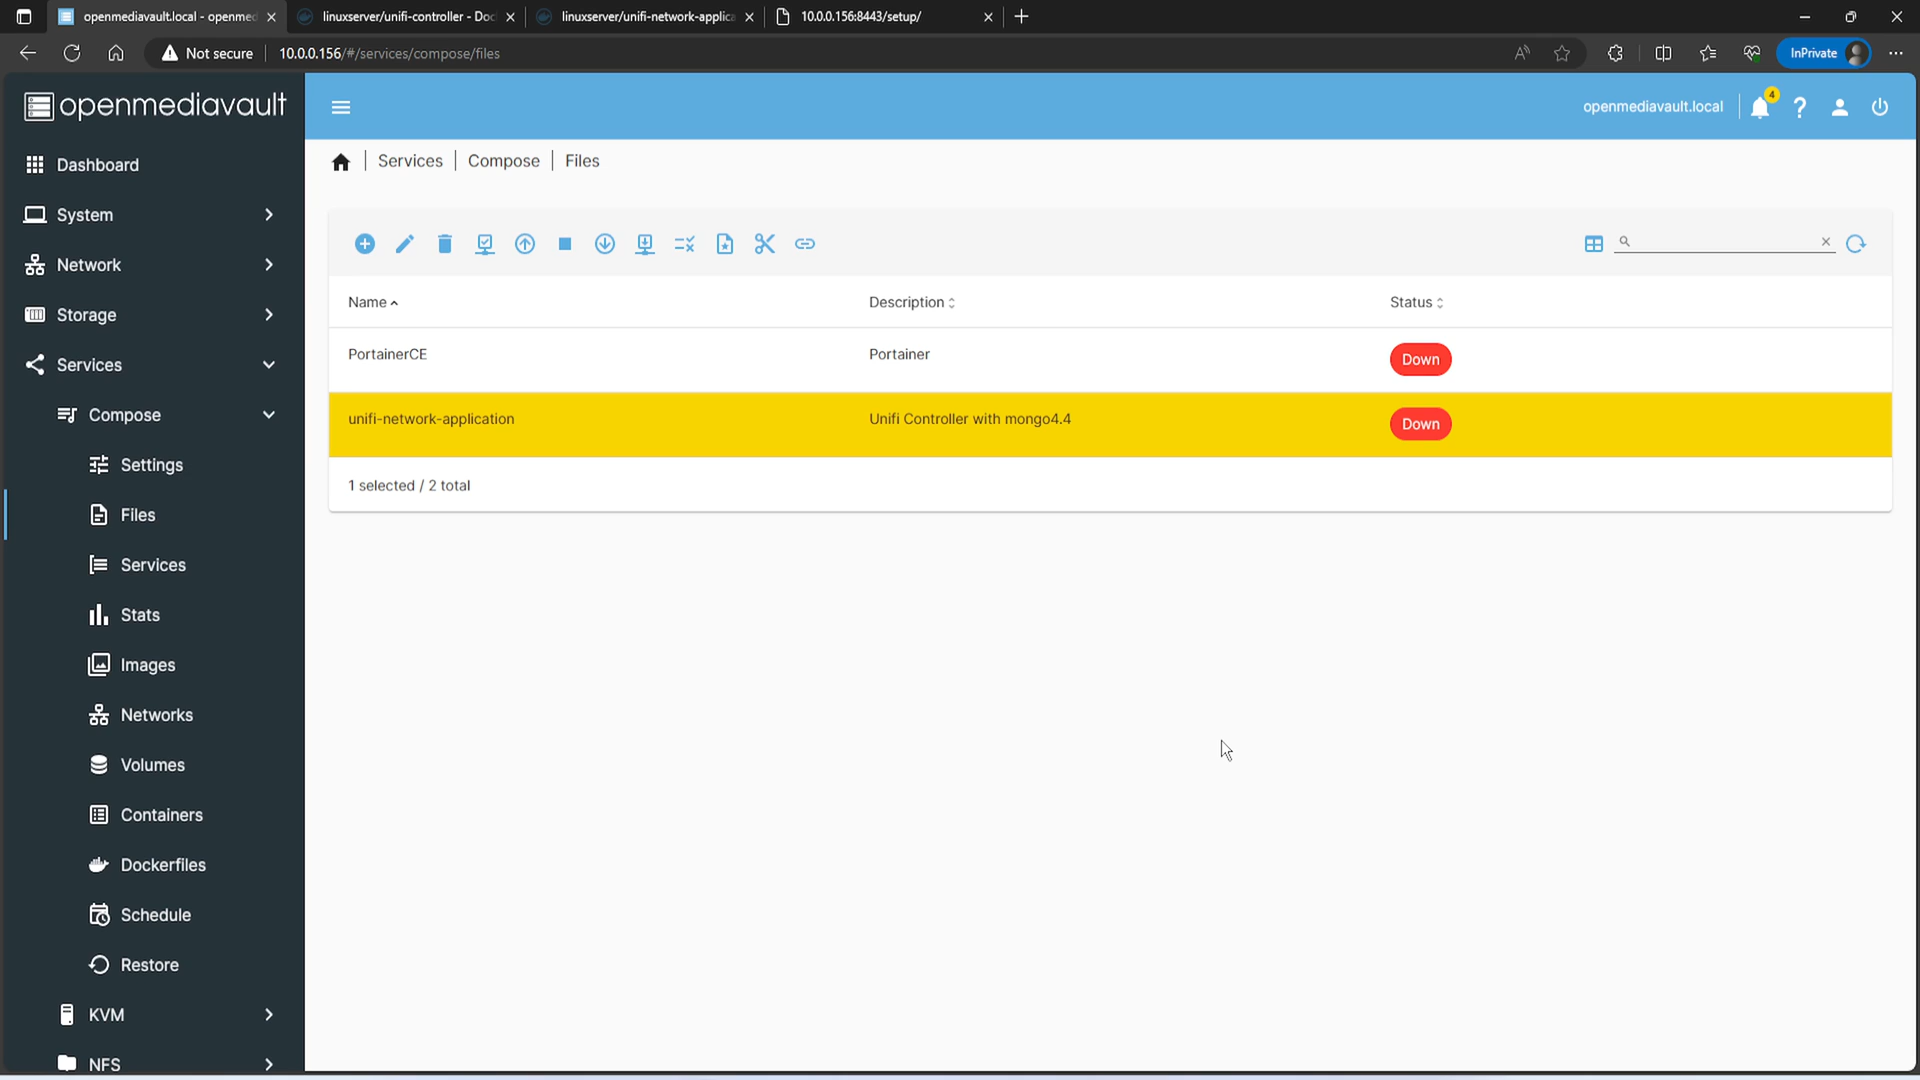 openmediavault.local - openmed
linuxserver/unifi-controller - Doc
linuxserver/unifi-network-applica
10.0.0.156:8443/setup/
Not secure
10.0.0.156/#/services/compose/files
InPrivate
openmediavault
openmediavault.local
4
Dashboard
System
Network
Storage
Services
Compose
Settings
Files
Services
Stats
Images
Networks
Volumes
Containers
Dockerfiles
Schedule
Restore
KVM
NFS
Services | Compose | Files
Name Description Status
PortainerCE Portainer Down
unifi-network-application Unifi Controller with mongo4.4 Down
1 selected / 2 total